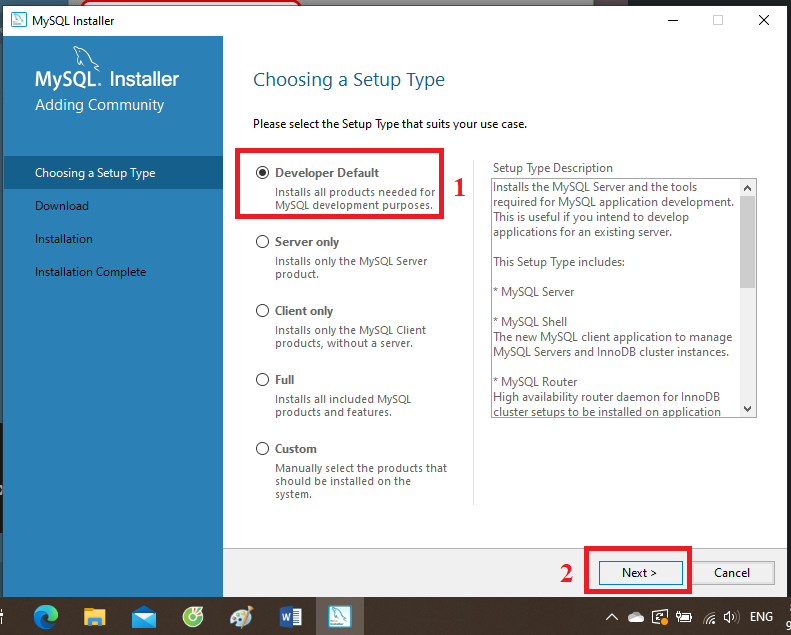 MySQL Installer
MySQL. Installer
Adding Community
Choosing a Setup Type
Download
Installation
Installation Complete
Choosing a Setup Type
Please select the Setup Type that suits your use case.
Developer Default
Installs all products needed for
MySQL development purposes.
1
Server only
Installs only the MySQL Server
product.
Client only
Installs only the MySQL Client
products, without a server.
Full
Installs all included MySQL
products and features.
Custom
Manually select the products that
should be installed on the
system.
Setup Type Description
Installs the MySQL Server and the tools
required for MySQL application development.
This is useful if you intend to develop
applications for an existing server.
This Setup Type includes:
* MySQL Server
* MySQL Shell
The new MySQL client application to manage
MySQL Servers and InnoDB cluster instances.
* MySQL Router
High availability router daemon for InnoDB
cluster setups to be installed on application
2
Next >
Cancel
ENG